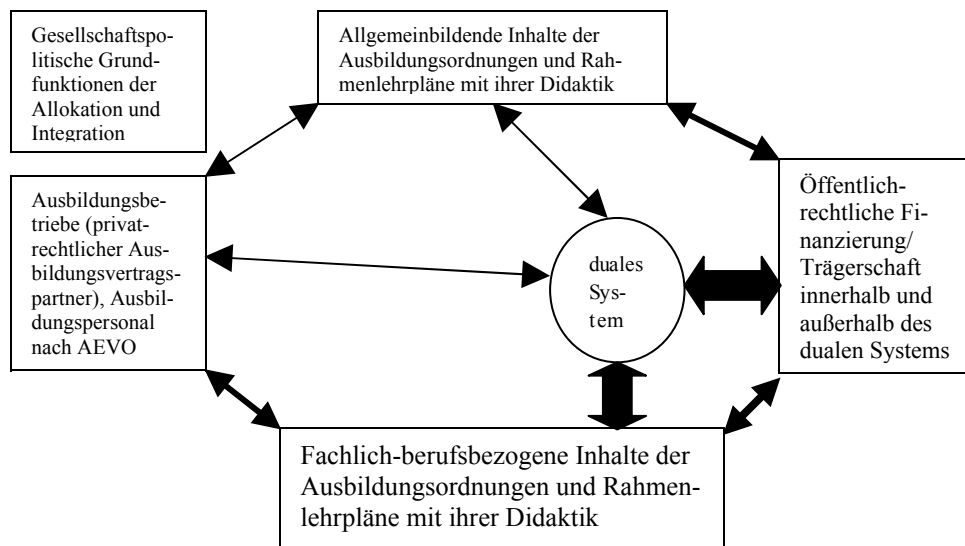 Gesellschaftspo-
litische Grund-
funktionen der
Allokation und
Integration
Allgemeinbildende Inhalte der
Ausbildungsordnungen und Rah-
menlehrpläne mit ihrer Didaktik
Ausbildungsbe-
triebe (privat-
rechtlicher Aus-
bildungsvertrags-
partner), Ausbil-
dungspersonal
nach AEVO
duales
Sys-
tem
Öffentlich-
rechtliche Fi-
nanzierung/
Trägerschaft
innerhalb und
außerhalb des
dualen Systems
Fachlich-berufsbezogene Inhalte der
Ausbildungsordnungen und Rahmen-
lehrpläne mit ihrer Didaktik